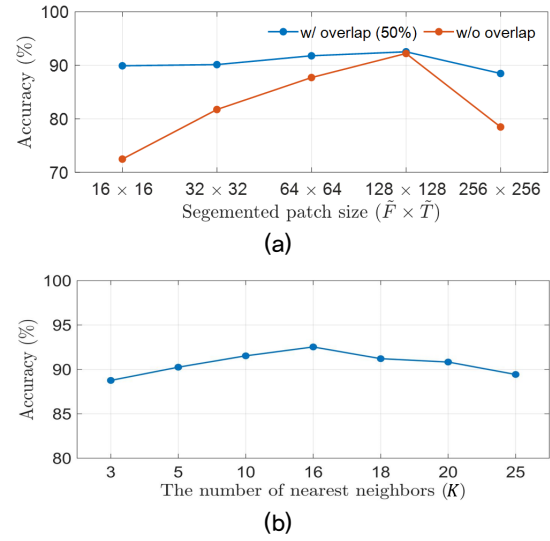 100
w/ overlap (50%) w/o overlap
90
80
70
Accuracy (%)
16 × 16 32 × 32 64 × 64 128 × 128 256 × 256
Segemented patch size (F̃ × T̃)
(a)
100
95
90
85
80
Accuracy (%)
3 5 10 16 18 20 25
The number of nearest neighbors (K)
(b)